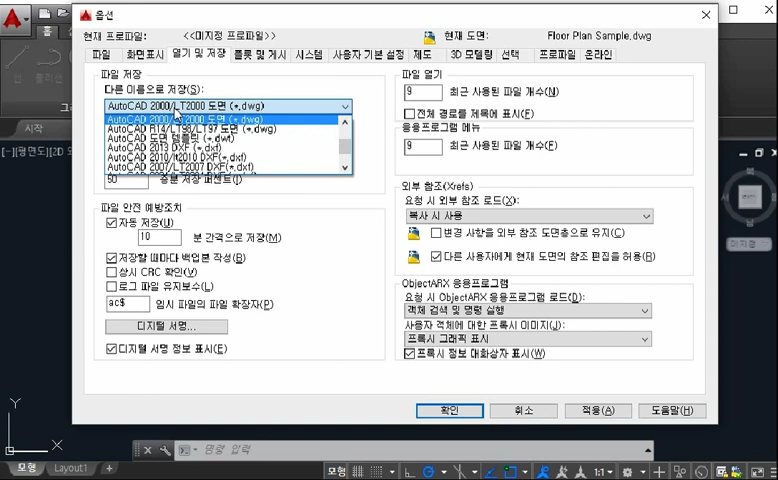 옵션
현재 프로파일: <<미지정 프로파일>> 현재 도면: Floor Plan Sample.dwg
파일 화면표시 열기 및 저장 플롯 및 게시 시스템 사용자 기본 설정 제도 3D 모델링 선택 프로파일 온라인
파일 저장
다른 이름으로 저장(S):
AutoCAD 2000/LT2000 도면 (*.dwg)
AutoCAD 2000/LT2000 도면 (*.dwg)
AutoCAD R14/LT98/LT97 도면 (*.dwg)
AutoCAD 도면 템플릿 (*.dwt)
AutoCAD 2013 DXF (*.dxf)
AutoCAD 2010/lt2010 DXF(*.dxf)
AutoCAD 2007/LT2007 DXF(*.dxf)
50 증분 저장 퍼센트(I)
파일 안전 예방조치
자동 저장(U)
10 분 간격으로 저장(M)
저장할 때마다 백업본 작성(B)
상시 CRC 확인(V)
로그 파일 유지보수(L)
ac$ 임시 파일의 파일 확장자(P)
디지털 서명...
디지털 서명 정보 표시(E)
파일 열기
9 최근 사용된 파일 개수(N)
전체 경로를 제목에 표시(F)
응용프로그램 메뉴
9 최근 사용된 파일 개수(F)
외부 참조(Xrefs)
요청 시 외부 참조 로드(X):
복사 시 사용
변경 사항을 외부 참조 도면층으로 유지(C)
다른 사용자에게 현재 도면의 참조 편집을 허용(R)
ObjectARX 응용프로그램
요청 시 ObjectARX 응용프로그램 로드(D):
객체 검색 및 명령 실행
사용자 객체에 대한 프록시 이미지(J):
프록시 그래픽 표시
프록시 정보 대화상자 표시(W)
확인 취소 적용(A) 도움말(H)
홈
시작
[-][평면도][2D
미지정
Y
X
명령 입력
모형 Layout1 +
모형 1:1